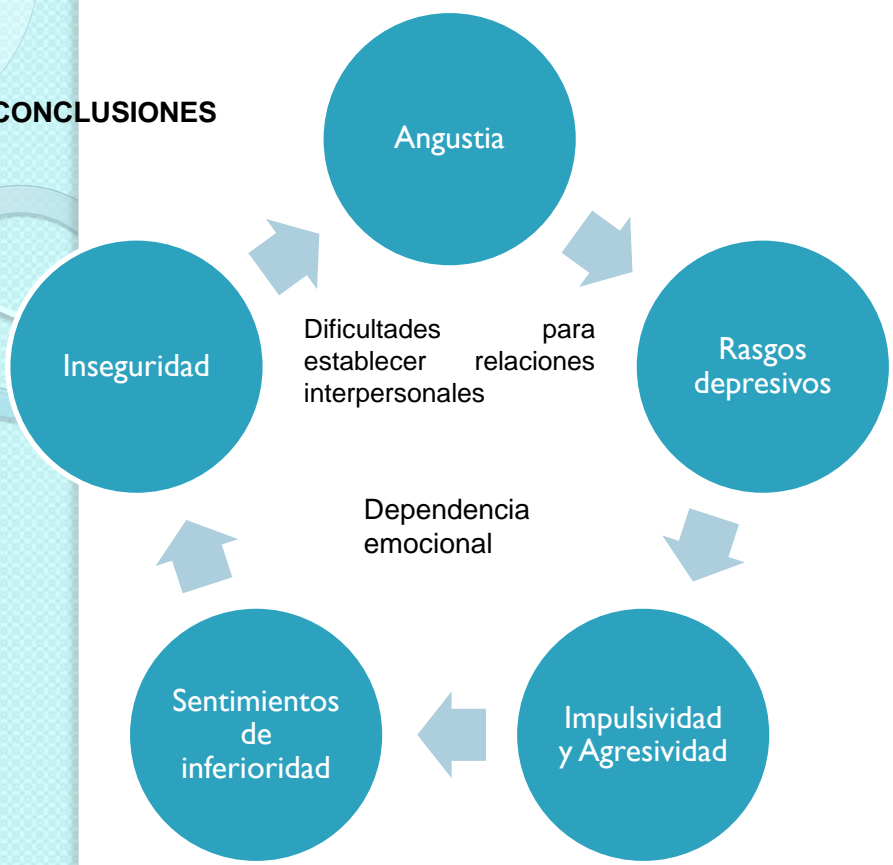 CONCLUSIONES
Angustia
Rasgos
depresivos
Impulsividad
y Agresividad
Sentimientos
de
inferioridad
Inseguridad
Dificultades para
establecer relaciones
interpersonales
Dependencia
emocional